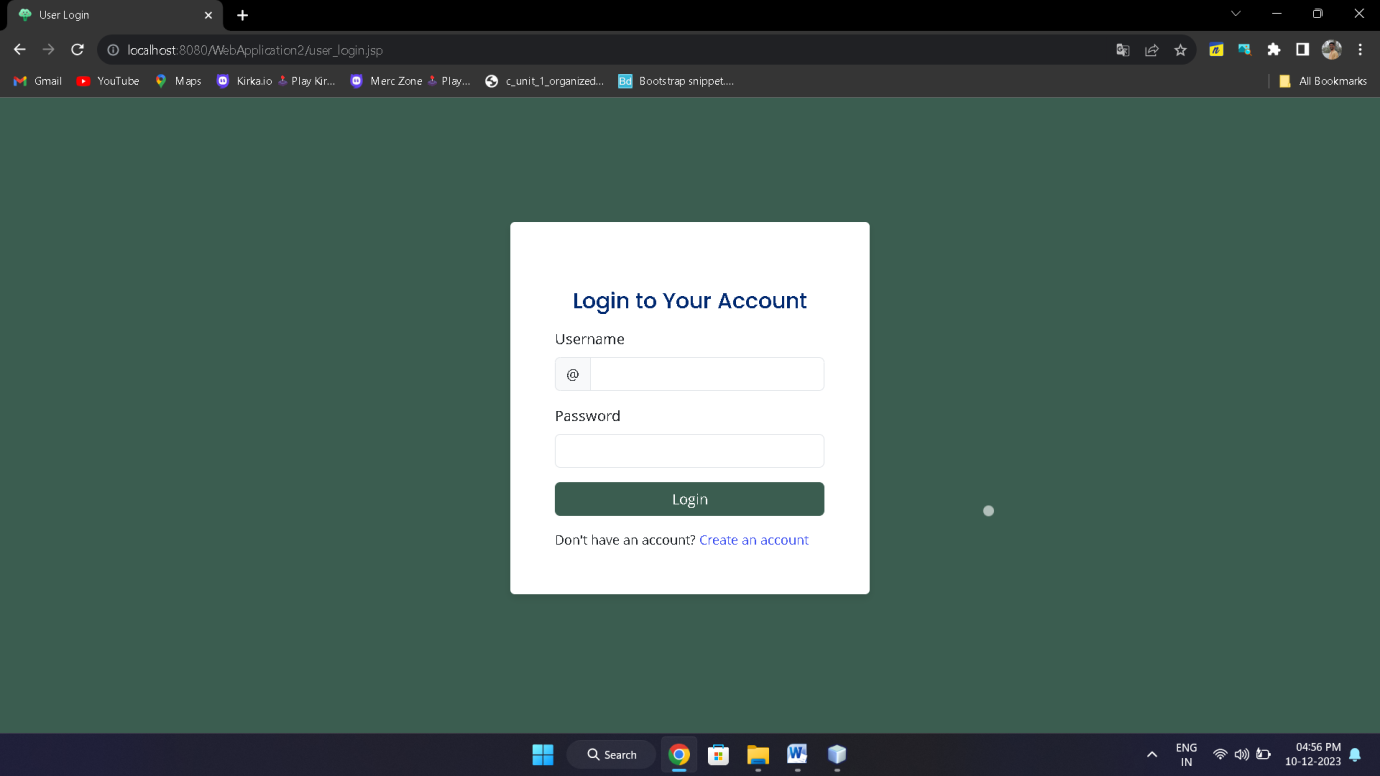 User Login
localhost:8080/WebApplication2/user_login.jsp
Gmail YouTube Maps Kirka.io Play Kir... Merc Zone Play... c_unit_1_organized... Bd Bootstrap snippet.... All Bookmarks
Login to Your Account
Username
@
Password
Login
Don't have an account? Create an account
Search
ENG
IN
04:56 PM
10-12-2023